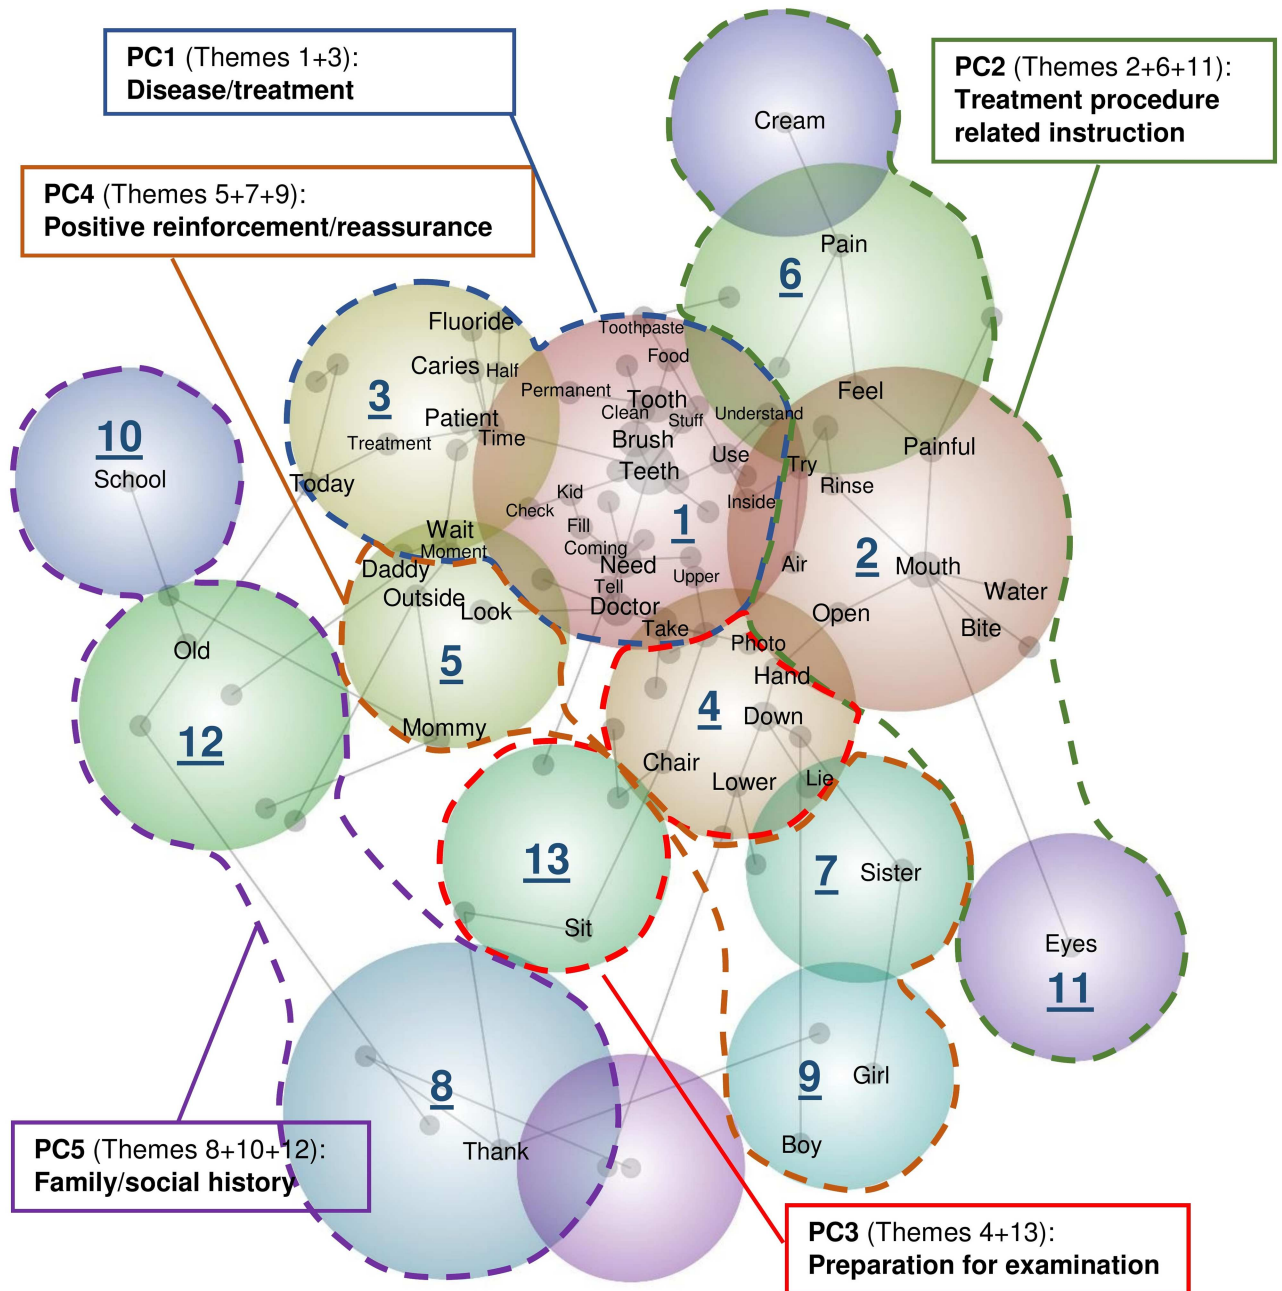 PC1 (Themes 1+3):
Disease/treatment
PC2 (Themes 2+6+11):
Treatment procedure
related instruction
PC4 (Themes 5+7+9):
Positive reinforcement/reassurance
Cream
Pain
6
Fluoride
Toothpaste
Food
Caries
Half
Permanent
Tooth
Feel
3
Clean
Stuff
Understand
Patient
Time
Treatment
Brush
10
School
Today
Teeth
Use
Try
Painful
Rinse
Kid
Check
Inside
1
Fill
Wait
Moment
Coming
Need
Daddy
Tell
Upper
Air
2
Mouth
Outside
Look
Doctor
Open
Water
Bite
Take
Photo
Old
5
Hand
4
Down
Mommy
12
Chair
Lower
Lie
13
7
Sister
Sit
Eyes
11
8
9
Girl
Boy
Thank
PC5 (Themes 8+10+12):
Family/social history
PC3 (Themes 4+13):
Preparation for examination